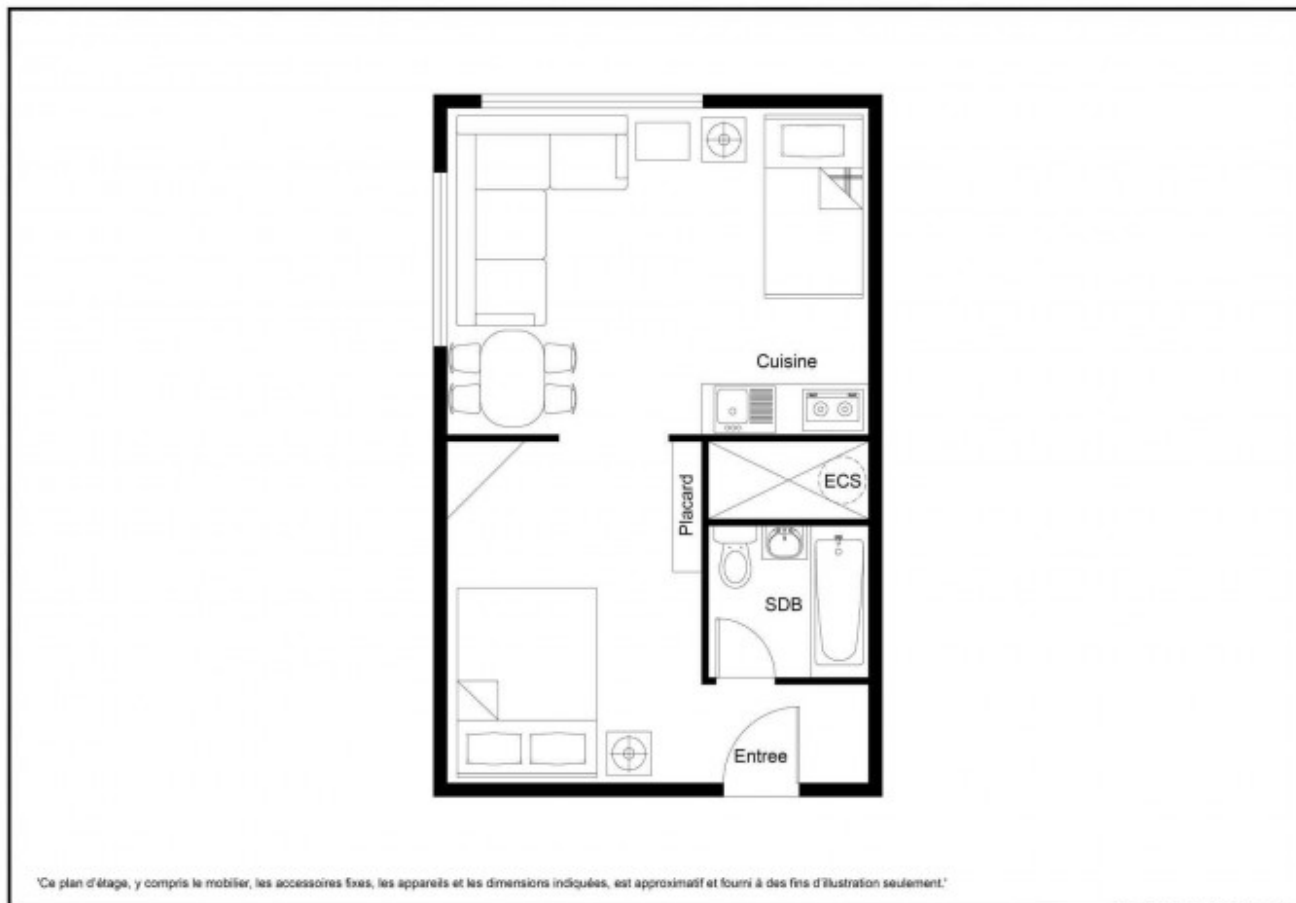 Cuisine
ECS
Placard
SDB
Entree
"Ce plan d'étage, y compris le mobilier, les accessoires fixes, les appareils et les dimensions indiquées, est approximatif et fourni à des fins d'illustration seulement."